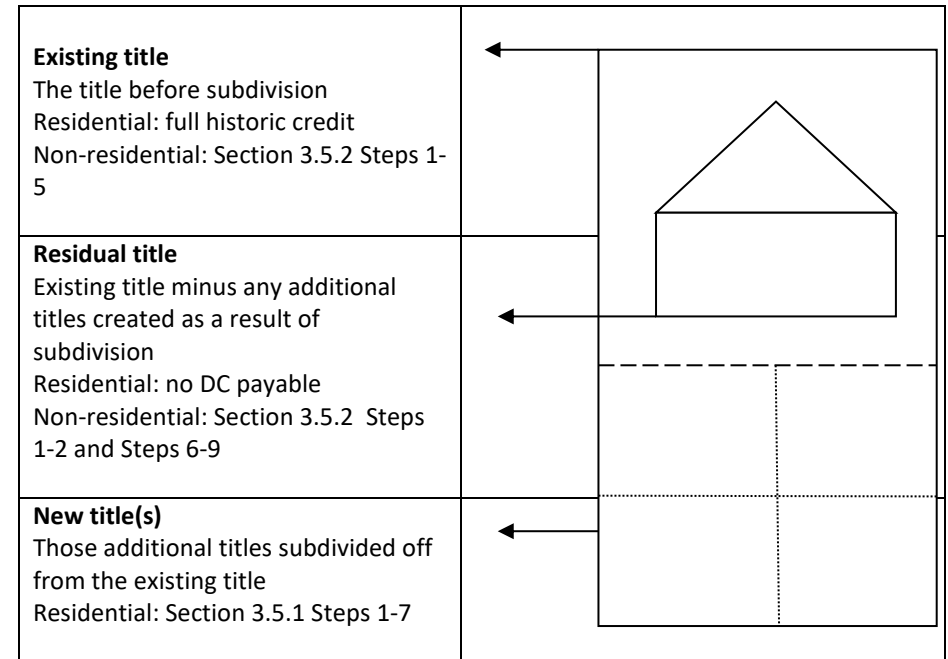 Existing title
The title before subdivision
Residential: full historic credit
Non-residential: Section 3.5.2 Steps 1-
5
Residual title
Existing title minus any additional
titles created as a result of
subdivision
Residential: no DC payable
Non-residential: Section 3.5.2  Steps
1-2 and Steps 6-9
New title(s)
Those additional titles subdivided off
from the existing title
Residential: Section 3.5.1 Steps 1-7